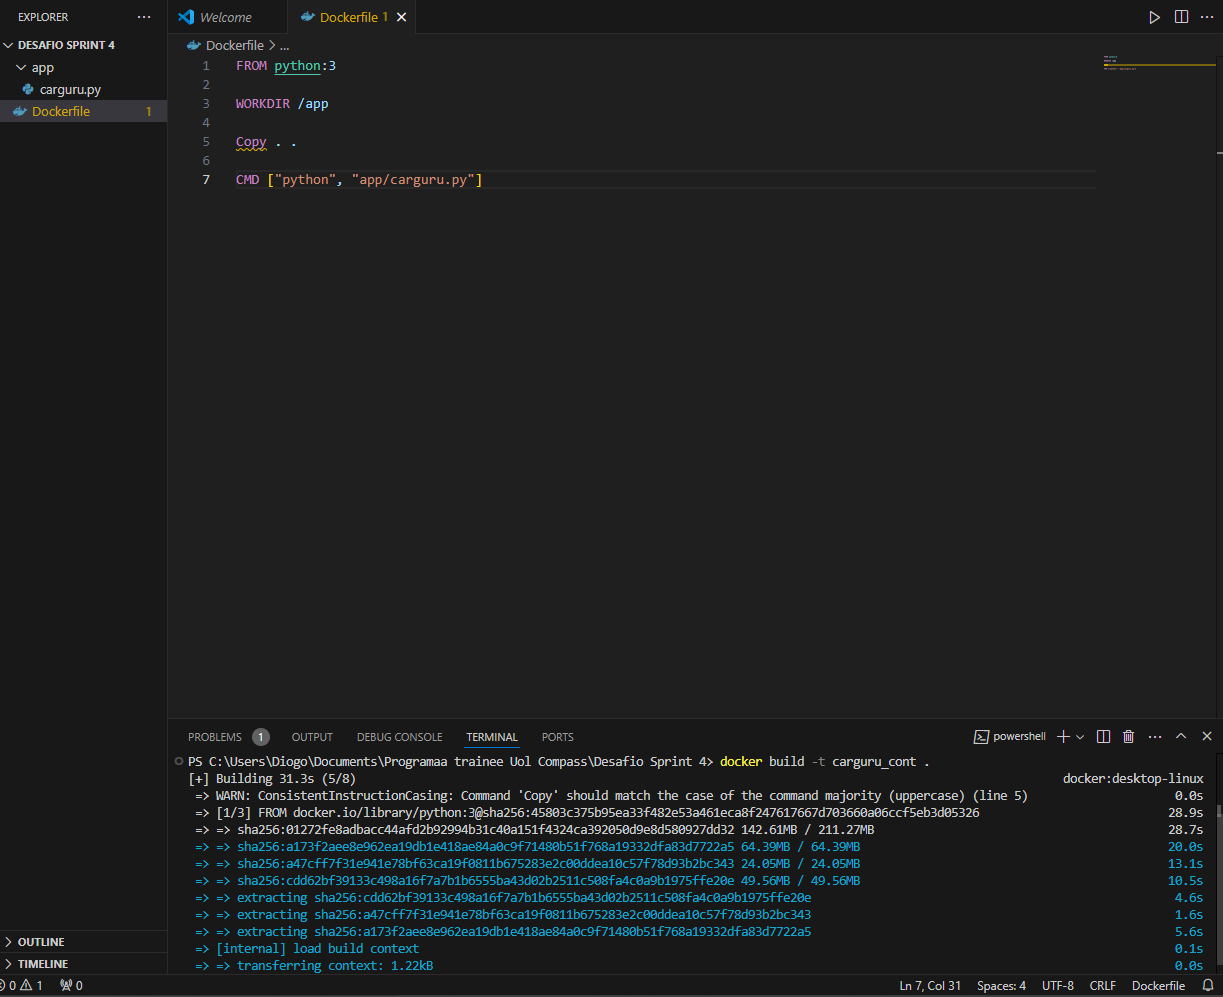 EXPLORER
DESAFIO SPRINT 4
app
carguru.py
Dockerfile 1
OUTLINE
TIMELINE
Welcome
Dockerfile 1
Dockerfile > ...
1 FROM python:3
2
3 WORKDIR /app
4
5 Copy . .
6
7 CMD ["python", "app/carguru.py"]
PROBLEMS 1 OUTPUT DEBUG CONSOLE TERMINAL PORTS powershell
PS C:\Users\Diogo\Documents\Programaa trainee Uol Compass\Desafio Sprint 4> docker build -t carguru_cont .
[+] Building 31.3s (5/8) docker:desktop-linux
=> WARN: ConsistentInstructionCasing: Command 'Copy' should match the case of the command majority (uppercase) (line 5) 0.0s
=> [1/3] FROM docker.io/library/python:3@sha256:45803c375b95ea33f482e53a461eca8f247617667d703660a06ccf5eb3d05326 28.9s
=> => sha256:01272fe8adbacc44afd2b92994b31c40a151f4324ca392050d9e8d580927dd32 142.61MB / 211.27MB 28.7s
=> => sha256:a173f2aee8e962ea19db1e418ae84a0c9f71480b51f768a19332dfa83d7722a5 64.39MB / 64.39MB 20.0s
=> => sha256:a47cff7f31e941e78bf63ca19f0811b675283e2c00ddea10c57f78d93b2bc343 24.05MB / 24.05MB 13.1s
=> => sha256:cdd62bf39133c498a16f7a7b1b6555ba43d02b2511c508fa4c0a9b1975ffe20e 49.56MB / 49.56MB 10.5s
=> => extracting sha256:cdd62bf39133c498a16f7a7b1b6555ba43d02b2511c508fa4c0a9b1975ffe20e 4.6s
=> => extracting sha256:a47cff7f31e941e78bf63ca19f0811b675283e2c00ddea10c57f78d93b2bc343 1.6s
=> => extracting sha256:a173f2aee8e962ea19db1e418ae84a0c9f71480b51f768a19332dfa83d7722a5 5.6s
=> [internal] load build context 0.1s
=> => transferring context: 1.22kB 0.0s
0 1 0 Ln 7, Col 31 Spaces: 4 UTF-8 CRLF Dockerfile